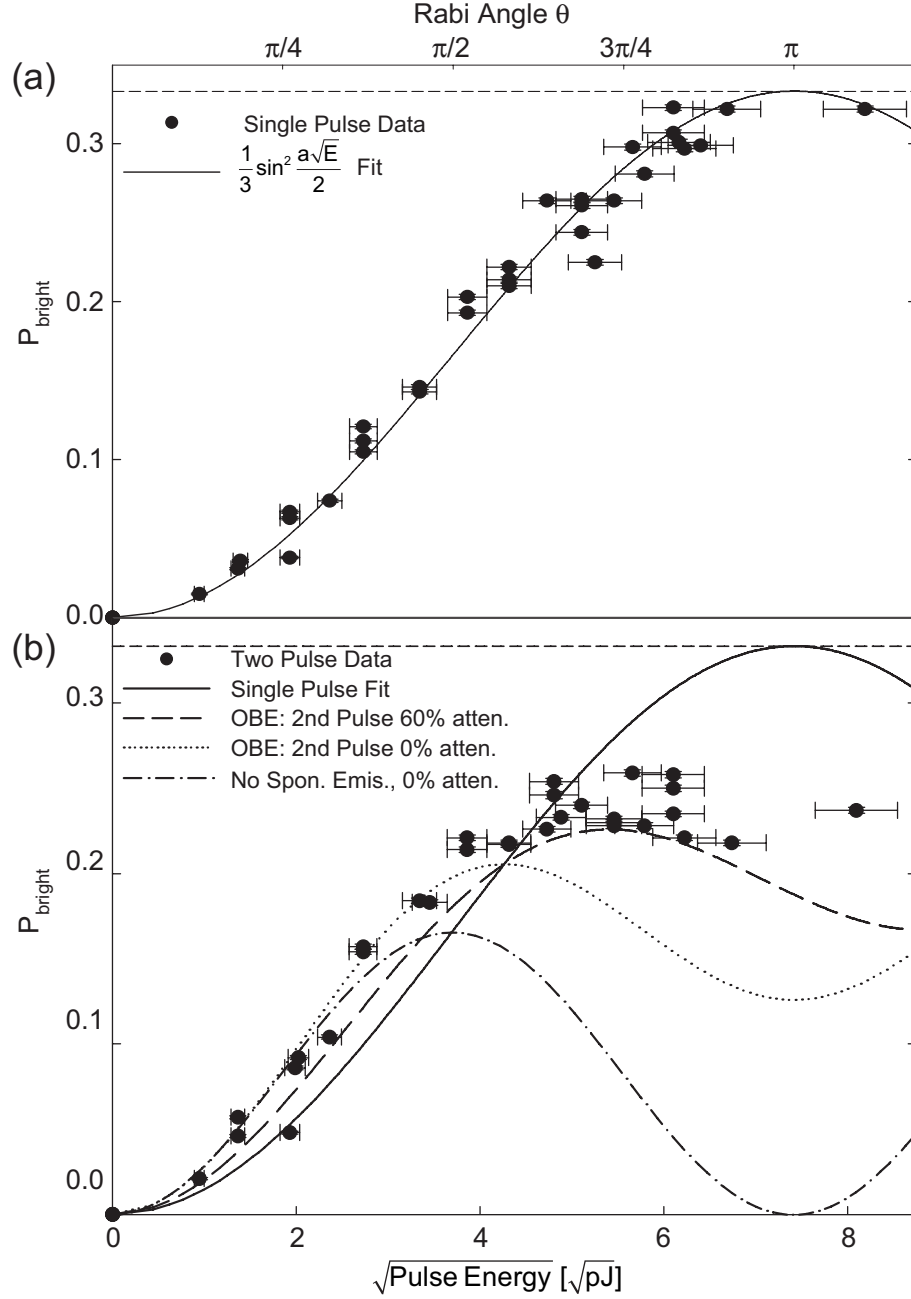 Rabi Angle θ
π/4 π/2 3π/4 π
(a)
Single Pulse Data
1/3 sin² a√E/2 Fit
0.3
0.2
0.1
0.0
P_bright
(b)
Two Pulse Data
Single Pulse Fit
OBE: 2nd Pulse 60% atten.
OBE: 2nd Pulse 0% atten.
No Spon. Emis., 0% atten.
0.3
0.2
0.1
0.0
P_bright
0 2 4 6 8
√Pulse Energy [√pJ]